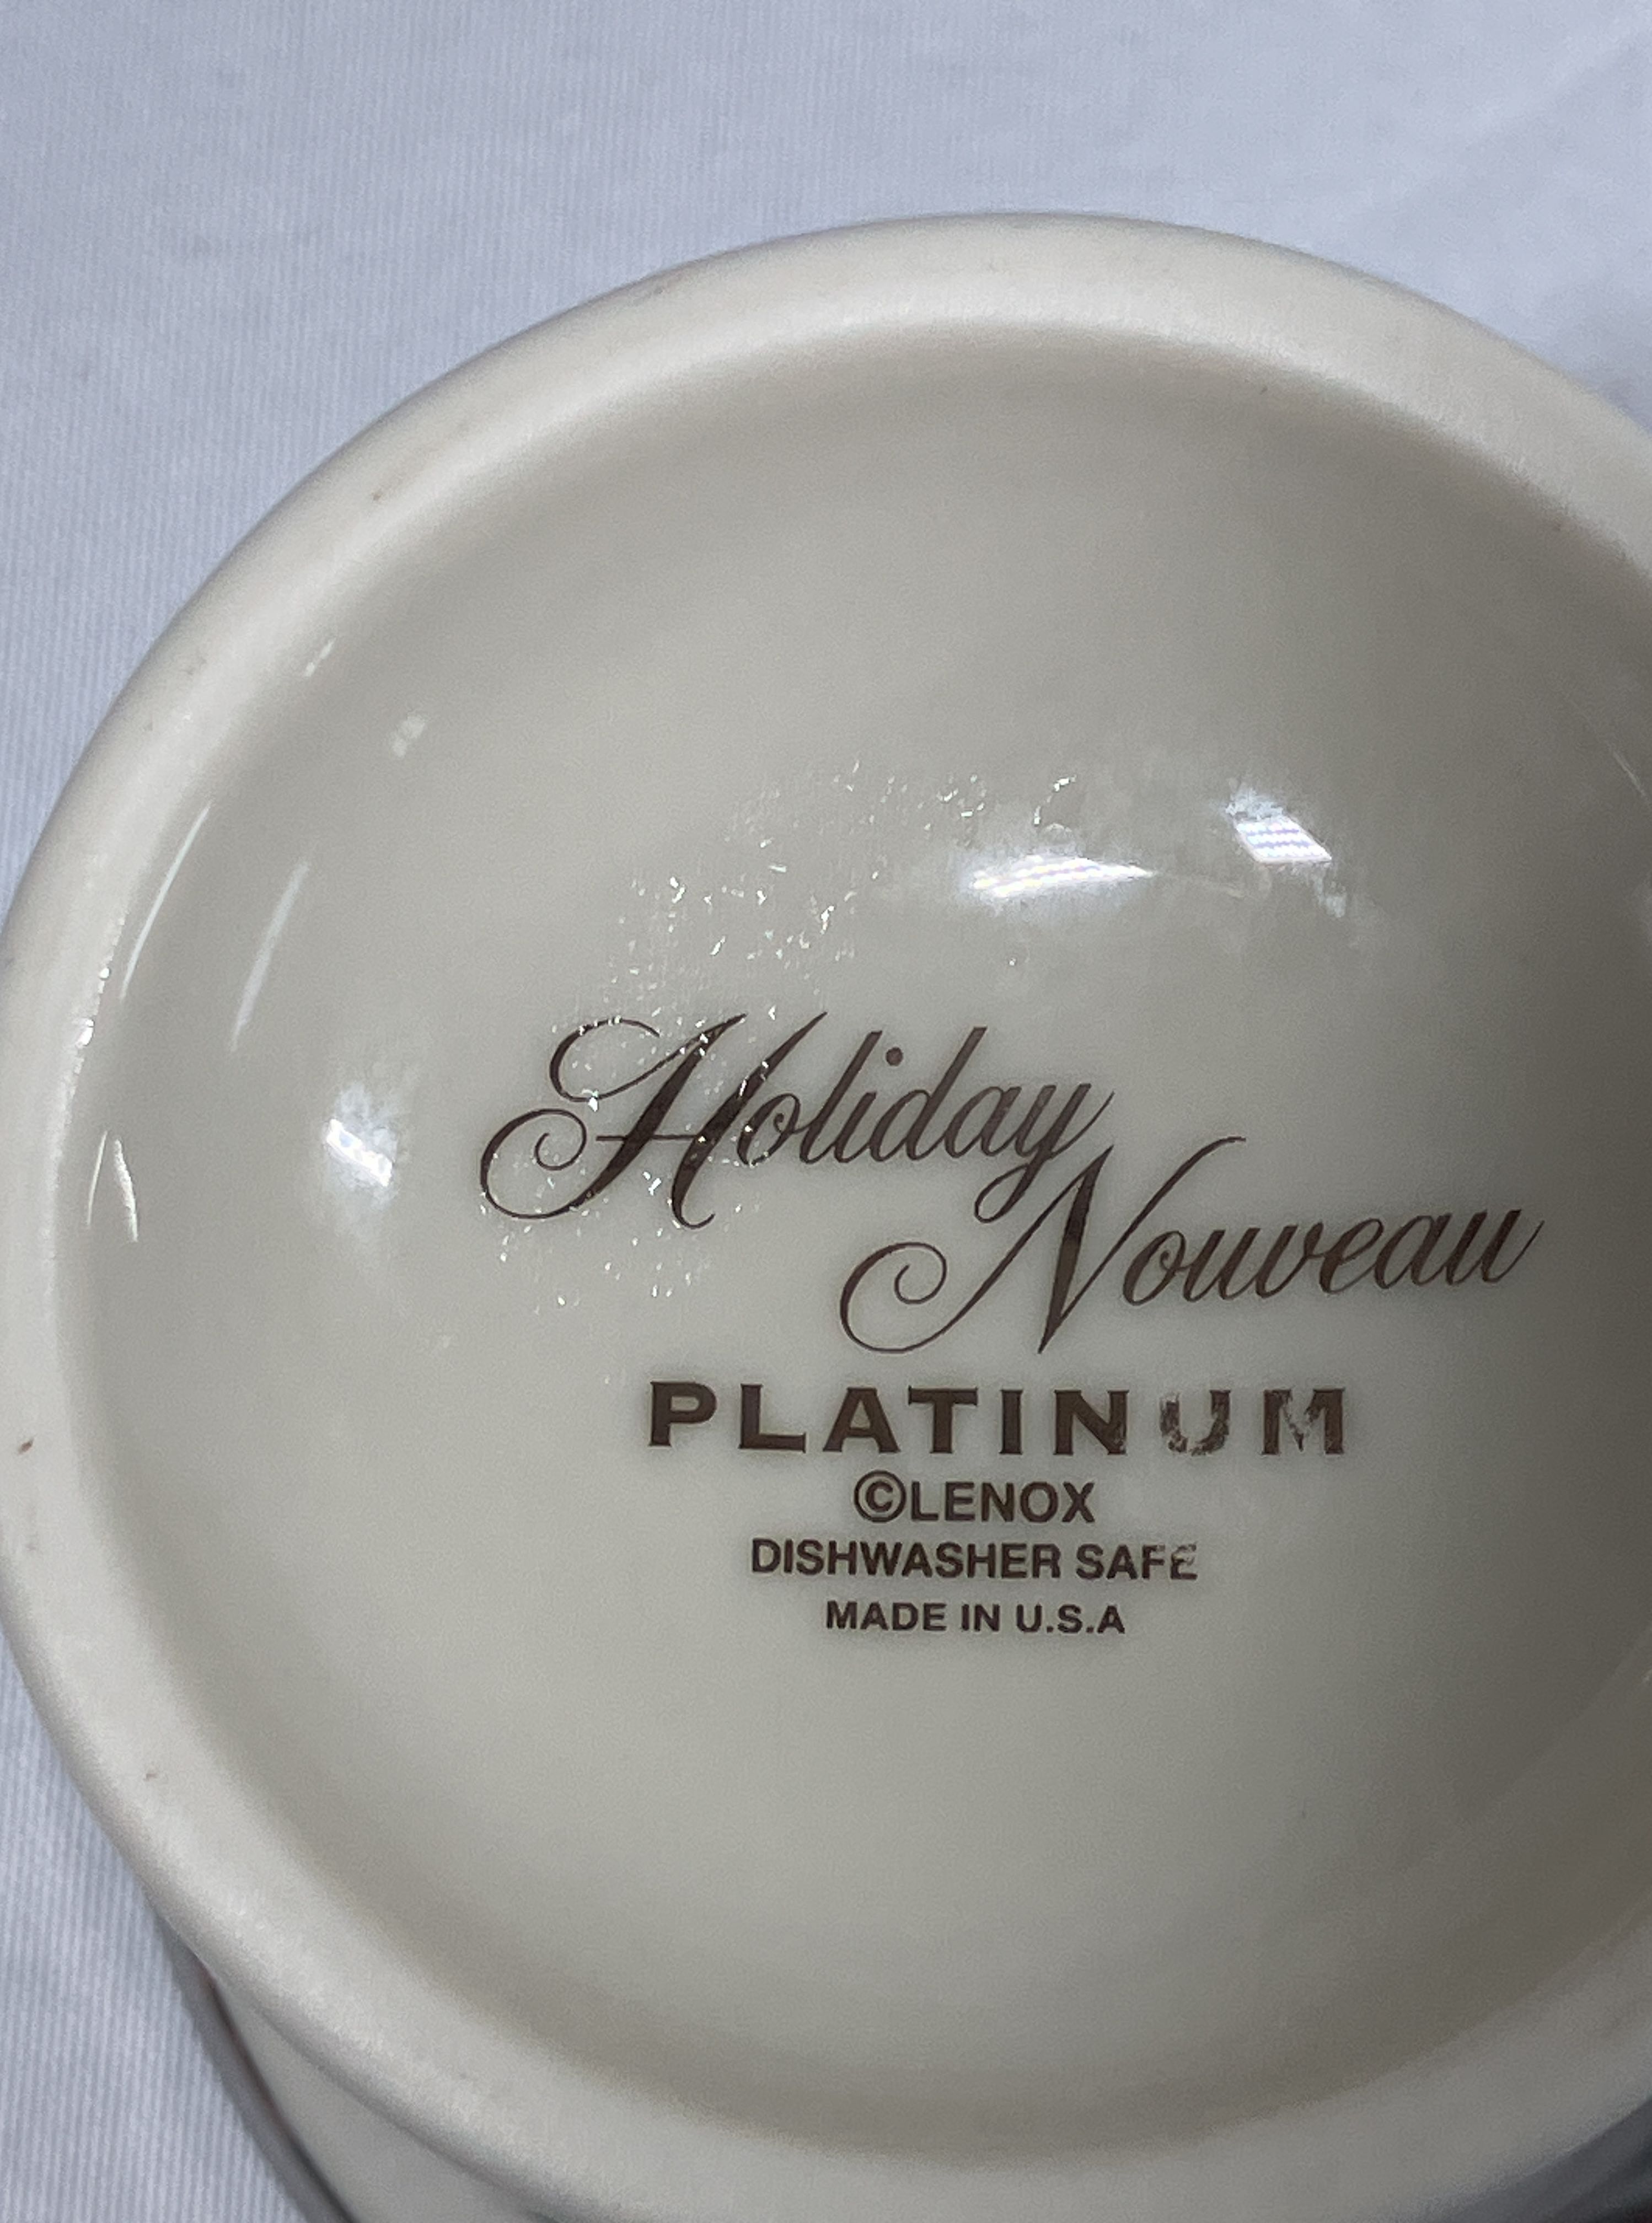 Holiday
Nouveau
PLATINUM
©LENOX
DISHWASHER SAFE
MADE IN U.S.A